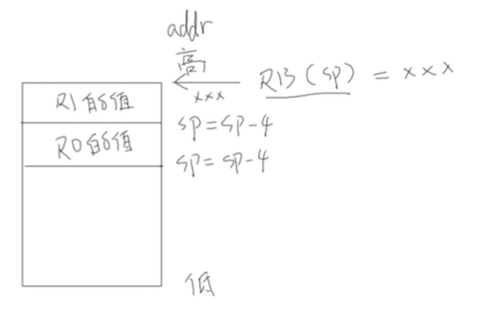 addr
高
R13 (sp) = xxx
xxx
R1的值
sp=sp-4
R0的值
sp=sp-4
低